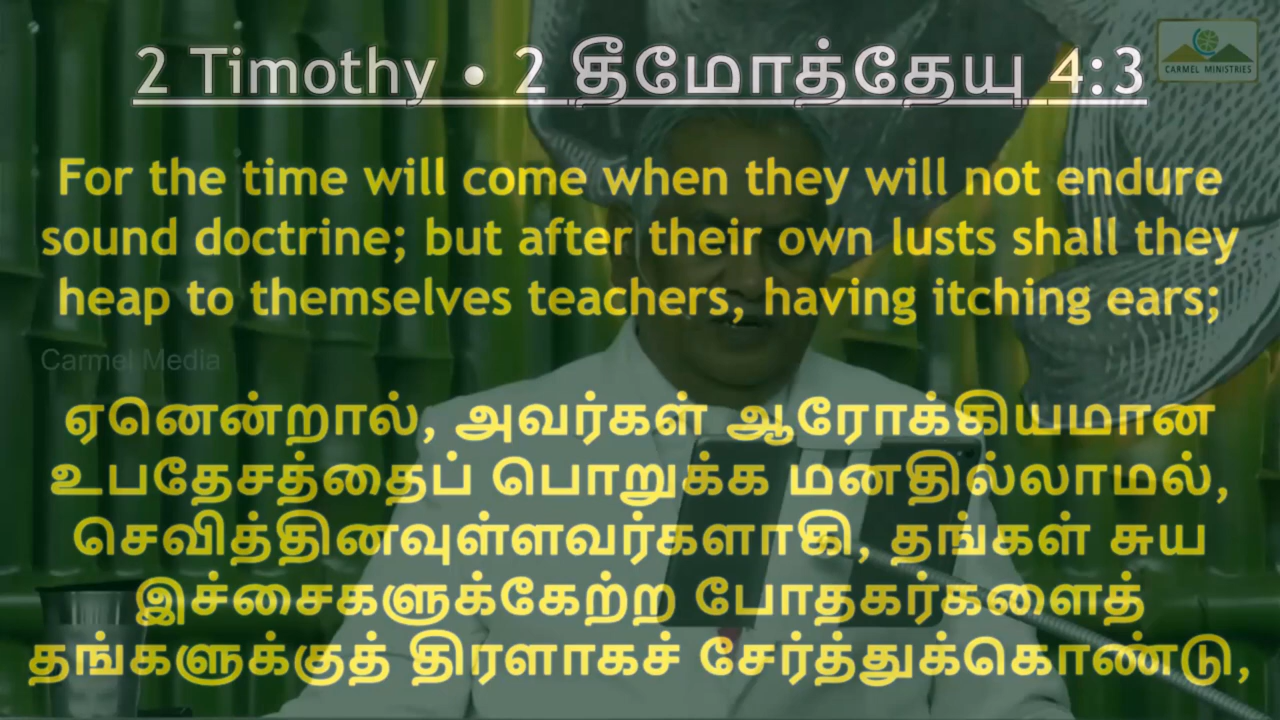 2 Timothy • 2 தீமோத்தேயு 4:3
CARMEL MINISTRIES
For the time will come when they will not endure
sound doctrine; but after their own lusts shall they
heap to themselves teachers, having itching ears;
Carmel Media
ஏனென்றால், அவர்கள் ஆரோக்கியமான
உபதேசத்தைப் பொறுக்க மனதில்லாமல்,
செவித்தினவுள்ளவர்களாகி, தங்கள் சுய
இச்சைகளுக்கேற்ற போதகர்களைத்
தங்களுக்குத் திரளாகச் சேர்த்துக்கொண்டு,